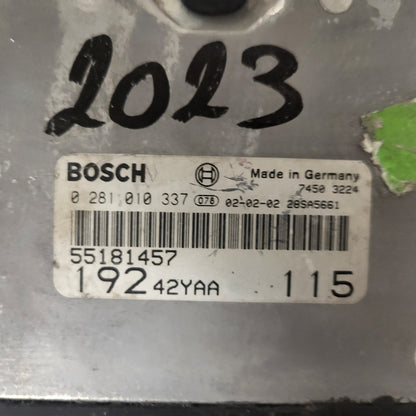 2023
BOSCH Made in Germany
7450 3224
0 281 010 337 078 02-02-02 28SA5661
55181457
192 42YAA 115